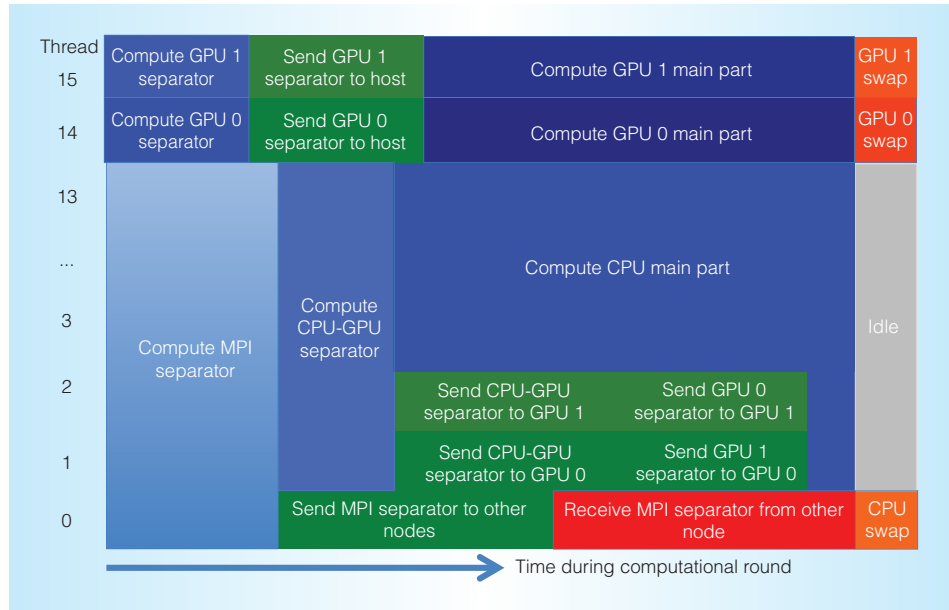 Thread
15
Compute GPU 1
separator
Send GPU 1
separator to host
Compute GPU 1 main part
GPU 1
swap
14
Compute GPU 0
separator
Send GPU 0
separator to host
Compute GPU 0 main part
GPU 0
swap
13
...
3
2
1
0
Compute MPI
separator
Compute
CPU-GPU
separator
Compute CPU main part
Idle
Send CPU-GPU
separator to GPU 1
Send GPU 0
separator to GPU 1
Send CPU-GPU
separator to GPU 0
Send GPU 1
separator to GPU 0
Send MPI separator to other
nodes
Receive MPI separator from other
node
CPU
swap
Time during computational round